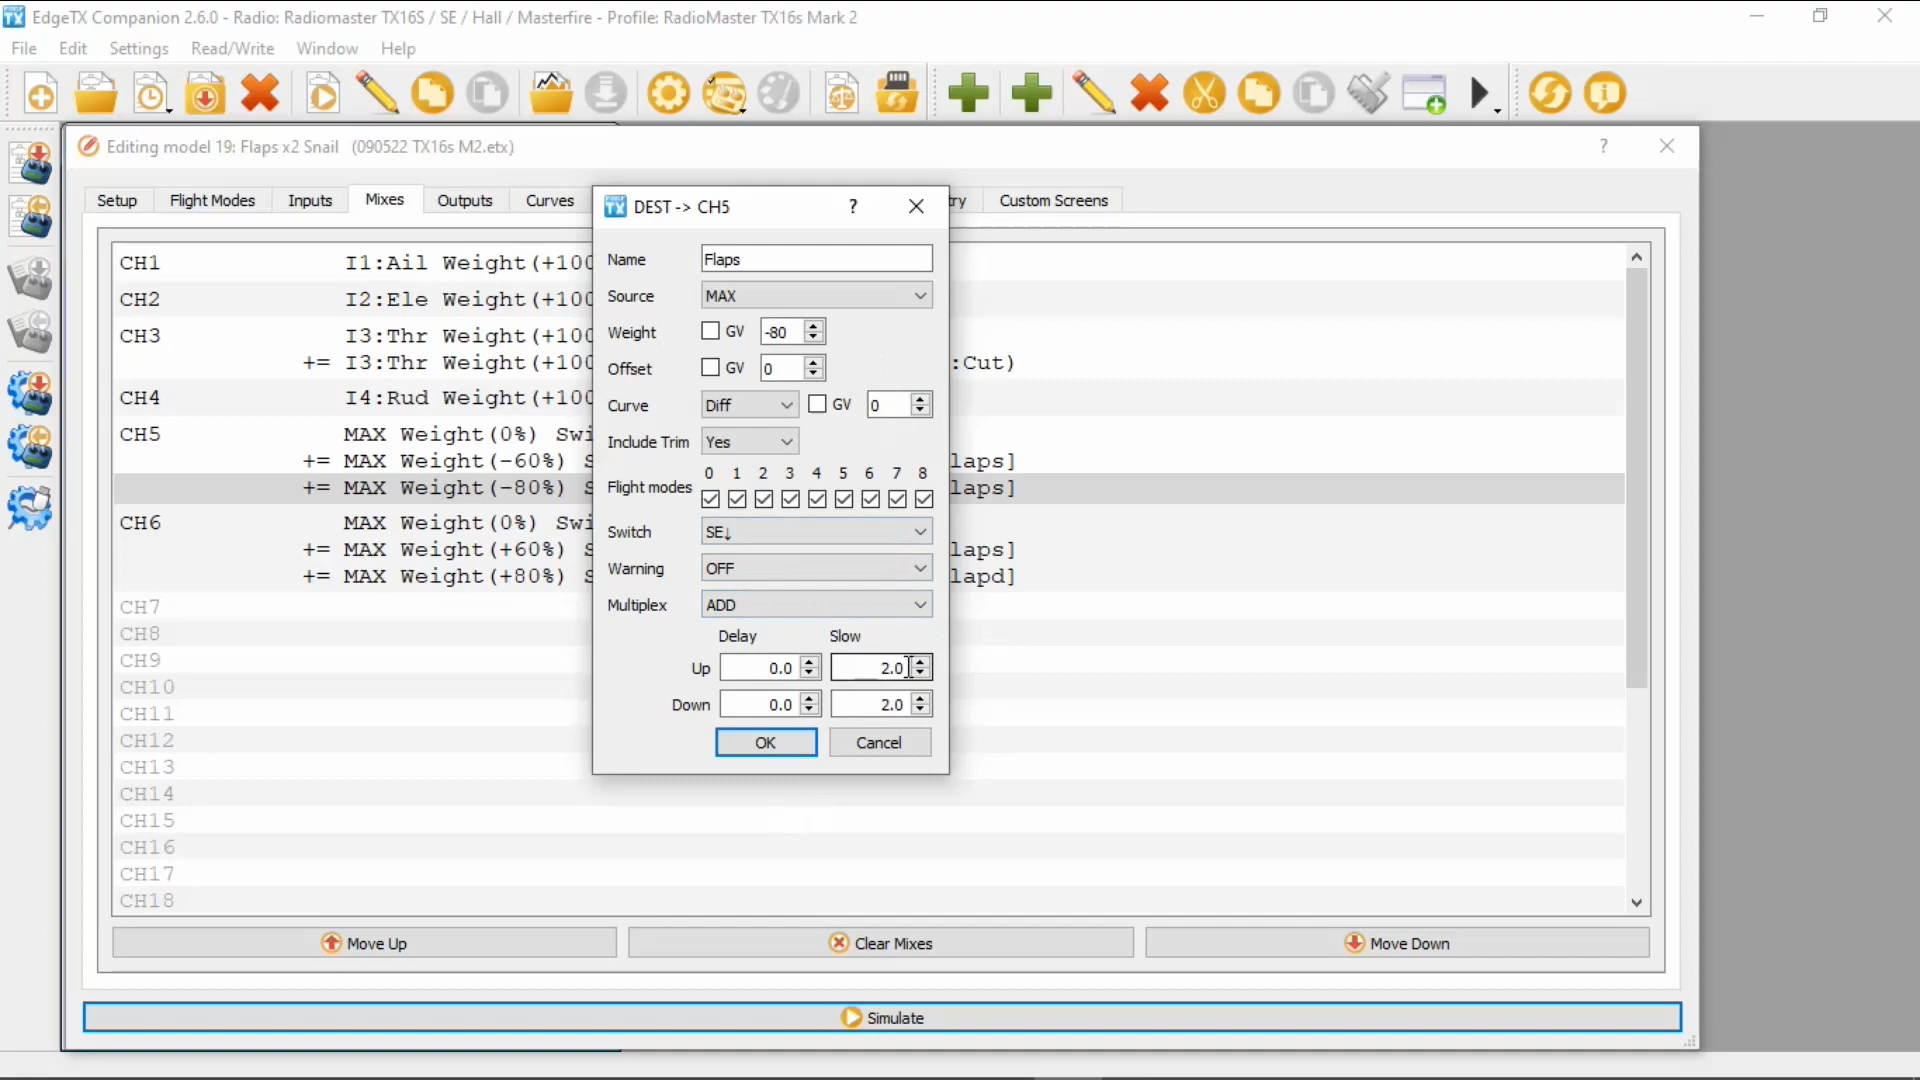 EdgeTX Companion 2.6.0 - Radio: Radiomaster TX16S / SE / Hall / Masterfire - Profile: RadioMaster TX16s Mark 2
File Edit Settings Read/Write Window Help
Editing model 19: Flaps x2 Snail (090522 TX16s M2.etx)
Setup Flight Modes Inputs Mixes Outputs Curves ry Custom Screens
DEST -> CH5
Name Flaps
Source MAX
Weight GV -80
Offset GV 0
Curve Diff GV 0
Include Trim Yes
0 1 2 3 4 5 6 7 8
Flight modes
Switch SE↓
Warning OFF
Multiplex ADD
Delay Slow
Up 0.0 2.0
Down 0.0 2.0
OK Cancel
CH1 I1:Ail Weight(+100
CH2 I2:Ele Weight(+100
CH3 I3:Thr Weight(+100
+= I3:Thr Weight(+100 :Cut)
CH4 I4:Rud Weight(+100
CH5 MAX Weight(0%) Swi
+= MAX Weight(-60%) S laps]
+= MAX Weight(-80%) S laps]
CH6 MAX Weight(0%) Swi
+= MAX Weight(+60%) S laps]
+= MAX Weight(+80%) S lapd]
CH7
CH8
CH9
CH10
CH11
CH12
CH13
CH14
CH15
CH16
CH17
CH18
Move Up Clear Mixes Move Down
Simulate